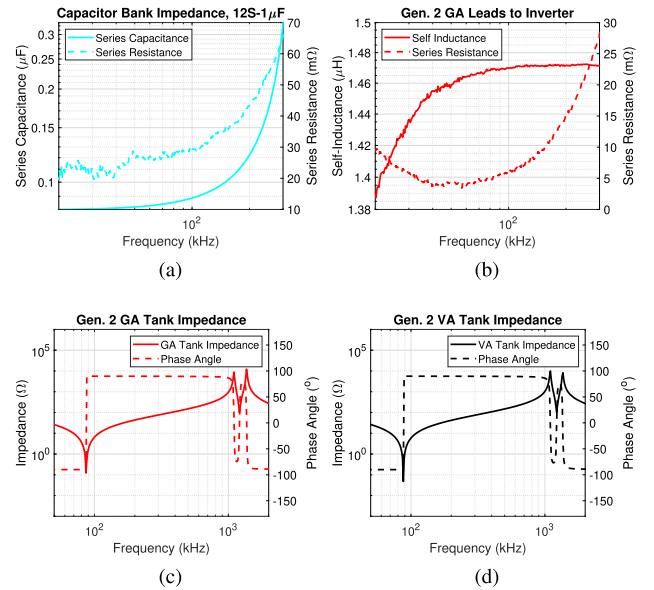 Capacitor Bank Impedance, 12S-1μF
Series Capacitance
Series Resistance
Series Capacitance (μF)
0.3
0.25
0.2
0.15
0.1
70
60
50
40
30
20
10
Series Resistance (mΩ)
10²
Frequency (kHz)
(a)
Gen. 2 GA Leads to Inverter
Self Inductance
Series Resistance
Self-Inductance (μH)
1.5
1.48
1.46
1.44
1.42
1.4
1.38
30
25
20
15
10
5
0
Series Resistance (mΩ)
10²
Frequency (kHz)
(b)
Gen. 2 GA Tank Impedance
GA Tank Impedance
Phase Angle
Impedance (Ω)
10⁵
10⁰
150
100
50
0
-50
-100
-150
Phase Angle (°)
10²
10³
Frequency (kHz)
(c)
Gen. 2 VA Tank Impedance
VA Tank Impedance
Phase Angle
Impedance (Ω)
10⁵
10⁰
150
100
50
0
-50
-100
-150
Phase Angle (°)
10²
10³
Frequency (kHz)
(d)